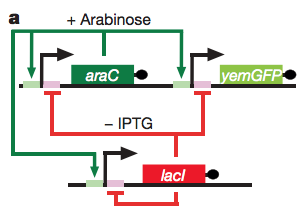 a
+ Arabinose
araC
yemGFP
– IPTG
lacI